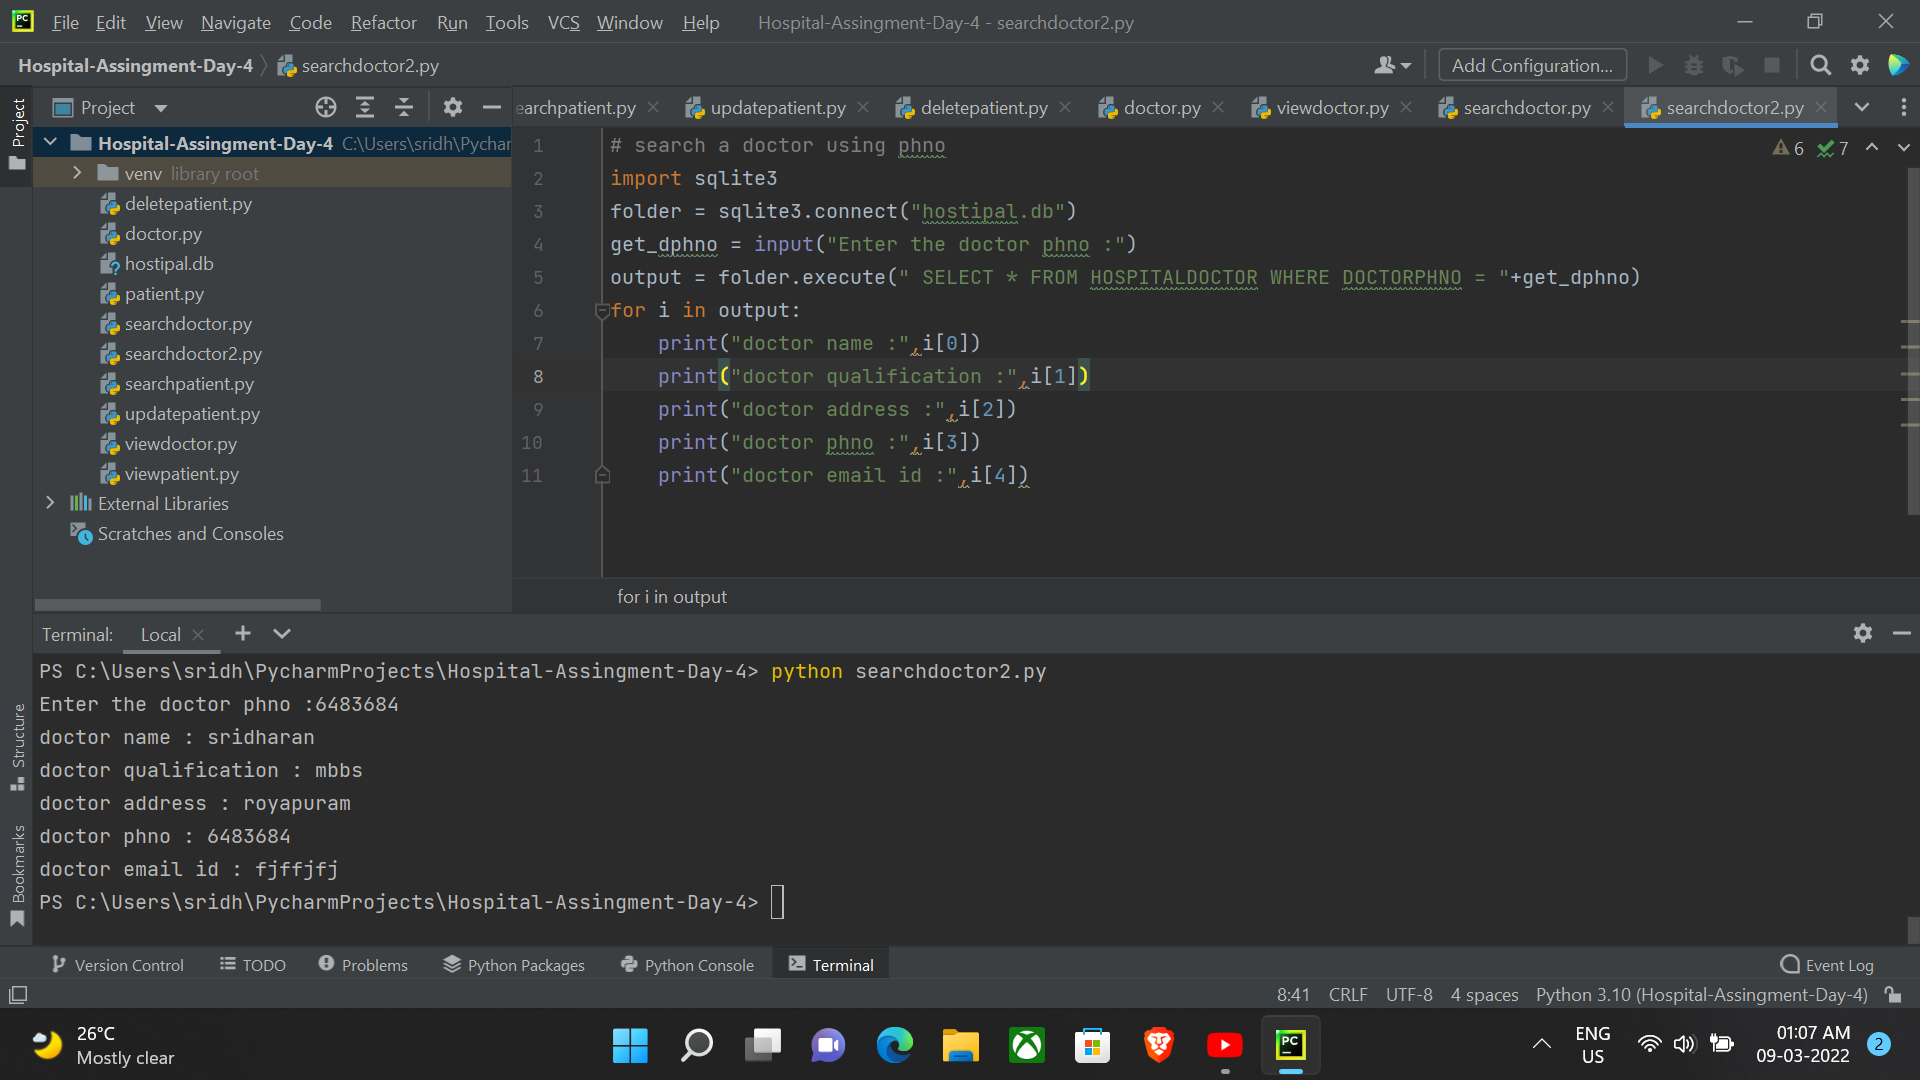 PC File Edit View Navigate Code Refactor Run Tools VCS Window Help Hospital-Assingment-Day-4 - searchdoctor2.py
Hospital-Assingment-Day-4 searchdoctor2.py Add Configuration...
Project earchpatient.py updatepatient.py deletepatient.py doctor.py viewdoctor.py searchdoctor.py searchdoctor2.py
Project
Hospital-Assingment-Day-4 C:\Users\sridh\Pychar
venv library root
deletepatient.py
doctor.py
hostipal.db
patient.py
searchdoctor.py
searchdoctor2.py
searchpatient.py
updatepatient.py
viewdoctor.py
viewpatient.py
External Libraries
Scratches and Consoles
6 7
1 # search a doctor using phno
2 import sqlite3
3 folder = sqlite3.connect("hostipal.db")
4 get_dphno = input("Enter the doctor phno :")
5 output = folder.execute(" SELECT * FROM HOSPITALDOCTOR WHERE DOCTORPHNO = "+get_dphno)
6 for i in output:
7 print("doctor name :",i[0])
8 print("doctor qualification :",i[1])
9 print("doctor address :",i[2])
10 print("doctor phno :",i[3])
11 print("doctor email id :",i[4])
for i in output
Terminal: Local
PS C:\Users\sridh\PycharmProjects\Hospital-Assingment-Day-4> python searchdoctor2.py
Enter the doctor phno :6483684
doctor name : sridharan
doctor qualification : mbbs
doctor address : royapuram
doctor phno : 6483684
doctor email id : fjffjfj
PS C:\Users\sridh\PycharmProjects\Hospital-Assingment-Day-4>
Structure
Bookmarks
Version Control TODO Problems Python Packages Python Console Terminal Event Log
8:41 CRLF UTF-8 4 spaces Python 3.10 (Hospital-Assingment-Day-4)
26°C
Mostly clear
PC
ENG
US
01:07 AM
09-03-2022
2